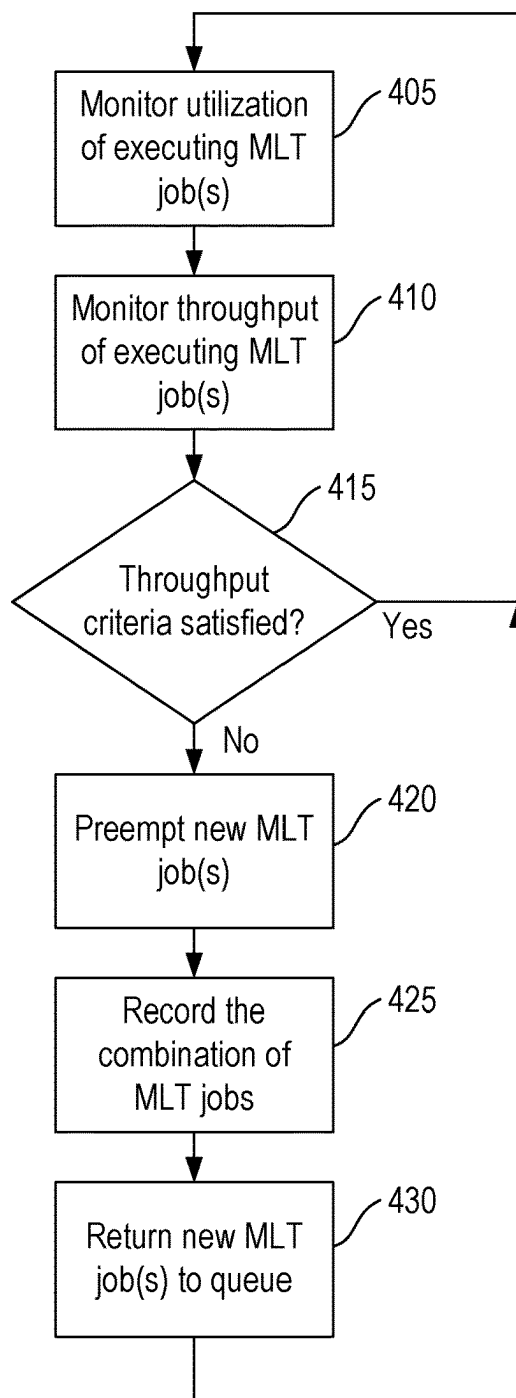 Monitor utilization
of executing MLT
job(s)
405
Monitor throughput
of executing MLT
job(s)
410
415
Throughput
criteria satisfied?
Yes
No
Preempt new MLT
job(s)
420
Record the
combination of
MLT jobs
425
Return new MLT
job(s) to queue
430